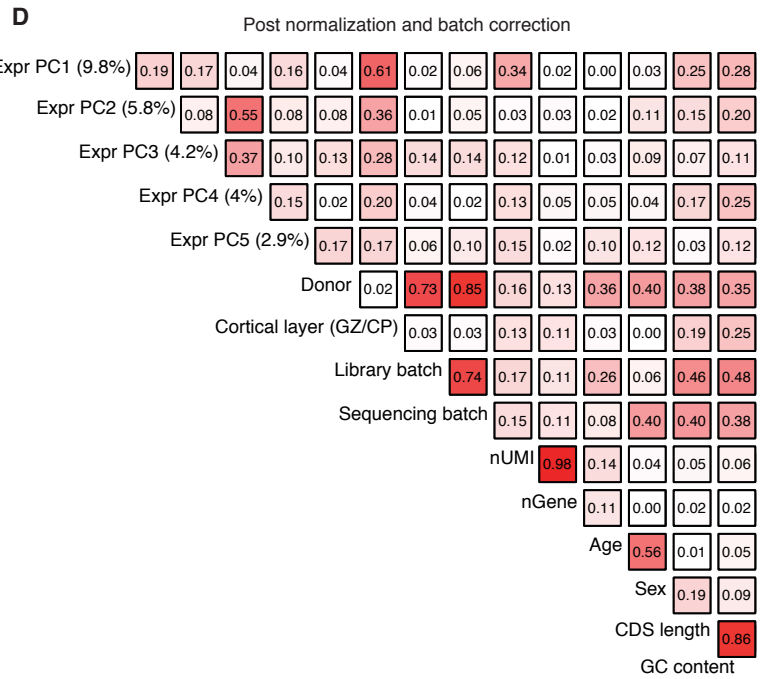 D
Post normalization and batch correction
Expr PC1 (9.8%) 0.19 0.17 0.04 0.16 0.04 0.61 0.02 0.06 0.34 0.02 0.00 0.03 0.25 0.28
Expr PC2 (5.8%) 0.08 0.55 0.08 0.08 0.36 0.01 0.05 0.03 0.03 0.02 0.11 0.15 0.20
Expr PC3 (4.2%) 0.37 0.10 0.13 0.28 0.14 0.14 0.12 0.01 0.03 0.09 0.07 0.11
Expr PC4 (4%) 0.15 0.02 0.20 0.04 0.02 0.13 0.05 0.05 0.04 0.17 0.25
Expr PC5 (2.9%) 0.17 0.17 0.06 0.10 0.15 0.02 0.10 0.12 0.03 0.12
Donor 0.02 0.73 0.85 0.16 0.13 0.36 0.40 0.38 0.35
Cortical layer (GZ/CP) 0.03 0.03 0.13 0.11 0.03 0.00 0.19 0.25
Library batch 0.74 0.17 0.11 0.26 0.06 0.46 0.48
Sequencing batch 0.15 0.11 0.08 0.40 0.40 0.38
nUMI 0.98 0.14 0.04 0.05 0.06
nGene 0.11 0.00 0.02 0.02
Age 0.56 0.01 0.05
Sex 0.19 0.09
CDS length 0.86
GC content